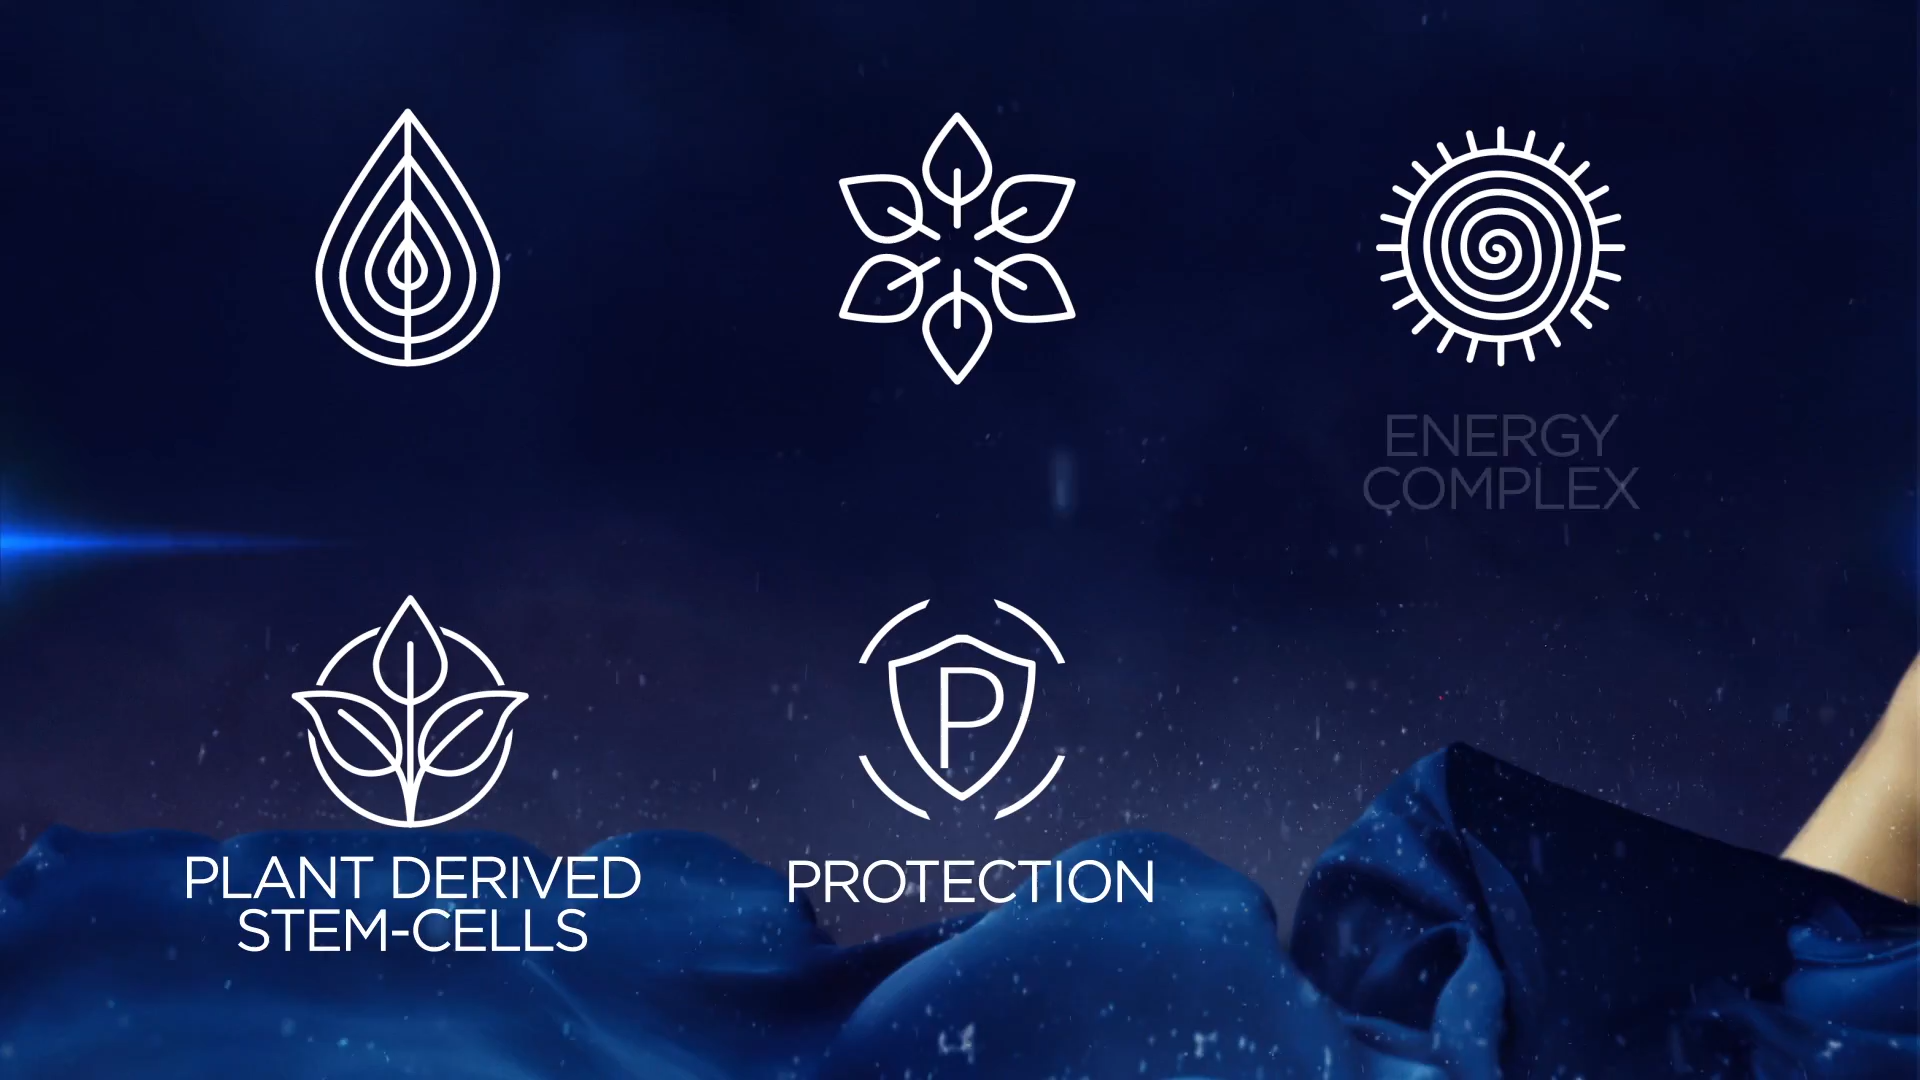 ENERGY
COMPLEX
P
PLANT DERIVED
STEM-CELLS
PROTECTION